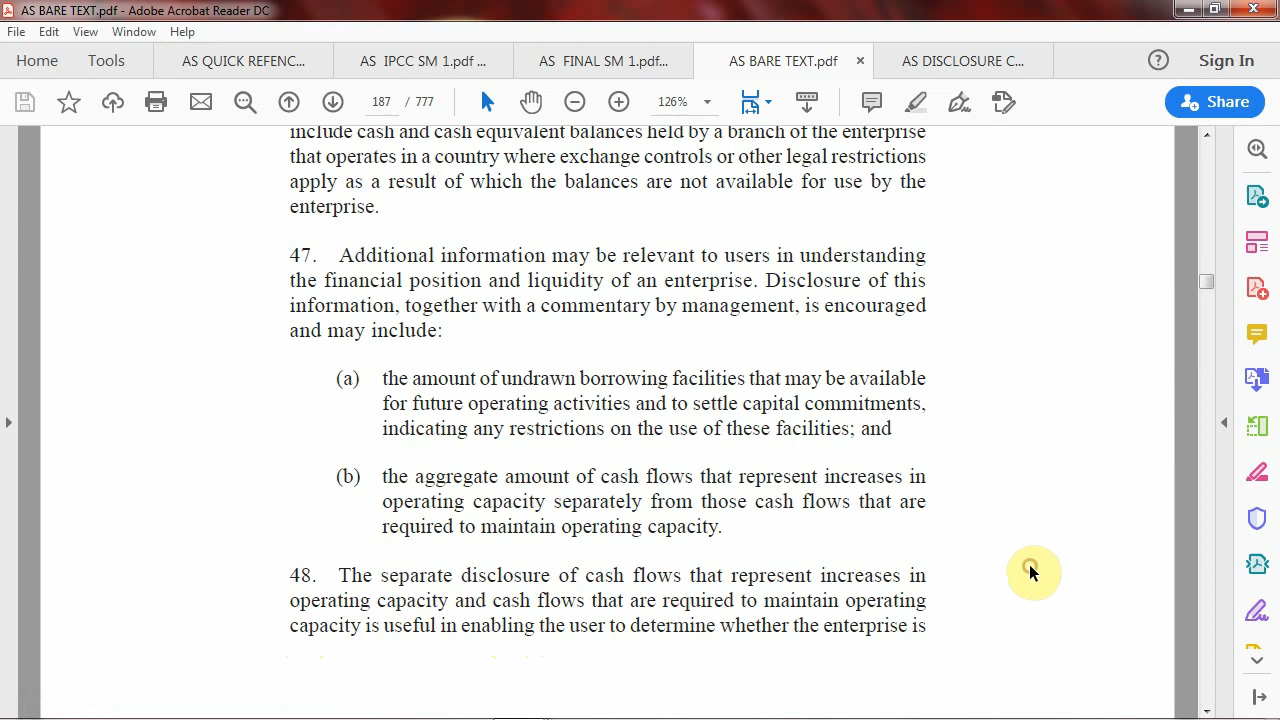 AS BARE TEXT.pdf - Adobe Acrobat Reader DC
File Edit View Window Help
Home Tools AS QUICK REFENC... AS IPCC SM 1.pdf ... AS FINAL SM 1.pdf... AS BARE TEXT.pdf × AS DISCLOSURE C... ? Sign In
187 / 777 126% Share
include cash and cash equivalent balances held by a branch of the enterprise
that operates in a country where exchange controls or other legal restrictions
apply as a result of which the balances are not available for use by the
enterprise.
47. Additional information may be relevant to users in understanding
the financial position and liquidity of an enterprise. Disclosure of this
information, together with a commentary by management, is encouraged
and may include:
(a) the amount of undrawn borrowing facilities that may be available
for future operating activities and to settle capital commitments,
indicating any restrictions on the use of these facilities; and
(b) the aggregate amount of cash flows that represent increases in
operating capacity separately from those cash flows that are
required to maintain operating capacity.
48. The separate disclosure of cash flows that represent increases in
operating capacity and cash flows that are required to maintain operating
capacity is useful in enabling the user to determine whether the enterprise is